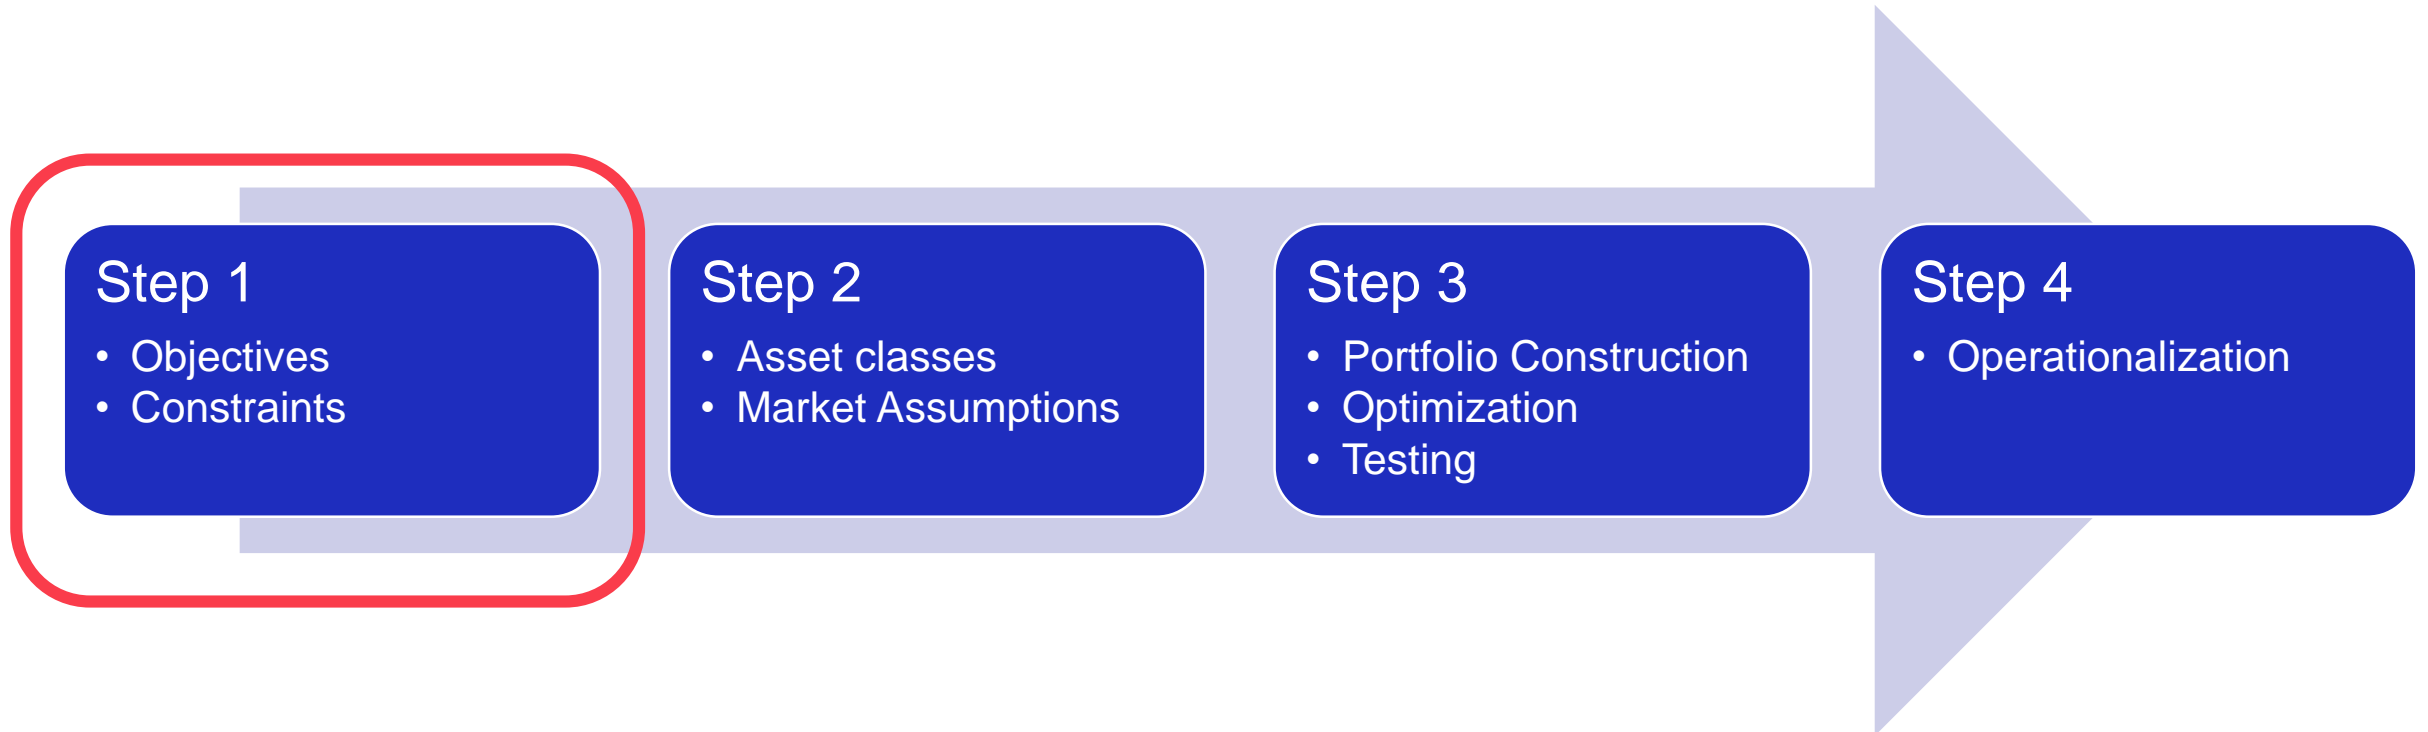 Step 1
• Objectives
• Constraints
Step 2
• Asset classes
• Market Assumptions
Step 3
• Portfolio Construction
• Optimization
• Testing
Step 4
• Operationalization